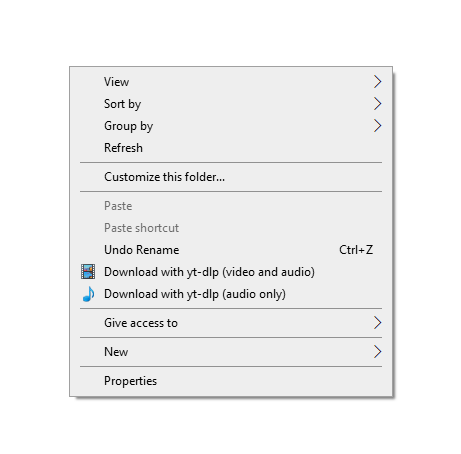 View
Sort by
Group by
Refresh
Customize this folder...
Paste
Paste shortcut
Undo Rename Ctrl+Z
Download with yt-dlp (video and audio)
Download with yt-dlp (audio only)
Give access to
New
Properties